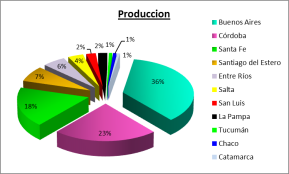 Produccion
2% 2% 1% 1%
1%
6% 4%
7%
36%
18%
23%
Buenos Aires
Córdoba
Santa Fe
Santiago del Estero
Entre Ríos
Salta
San Luis
La Pampa
Tucumán
Chaco
Catamarca